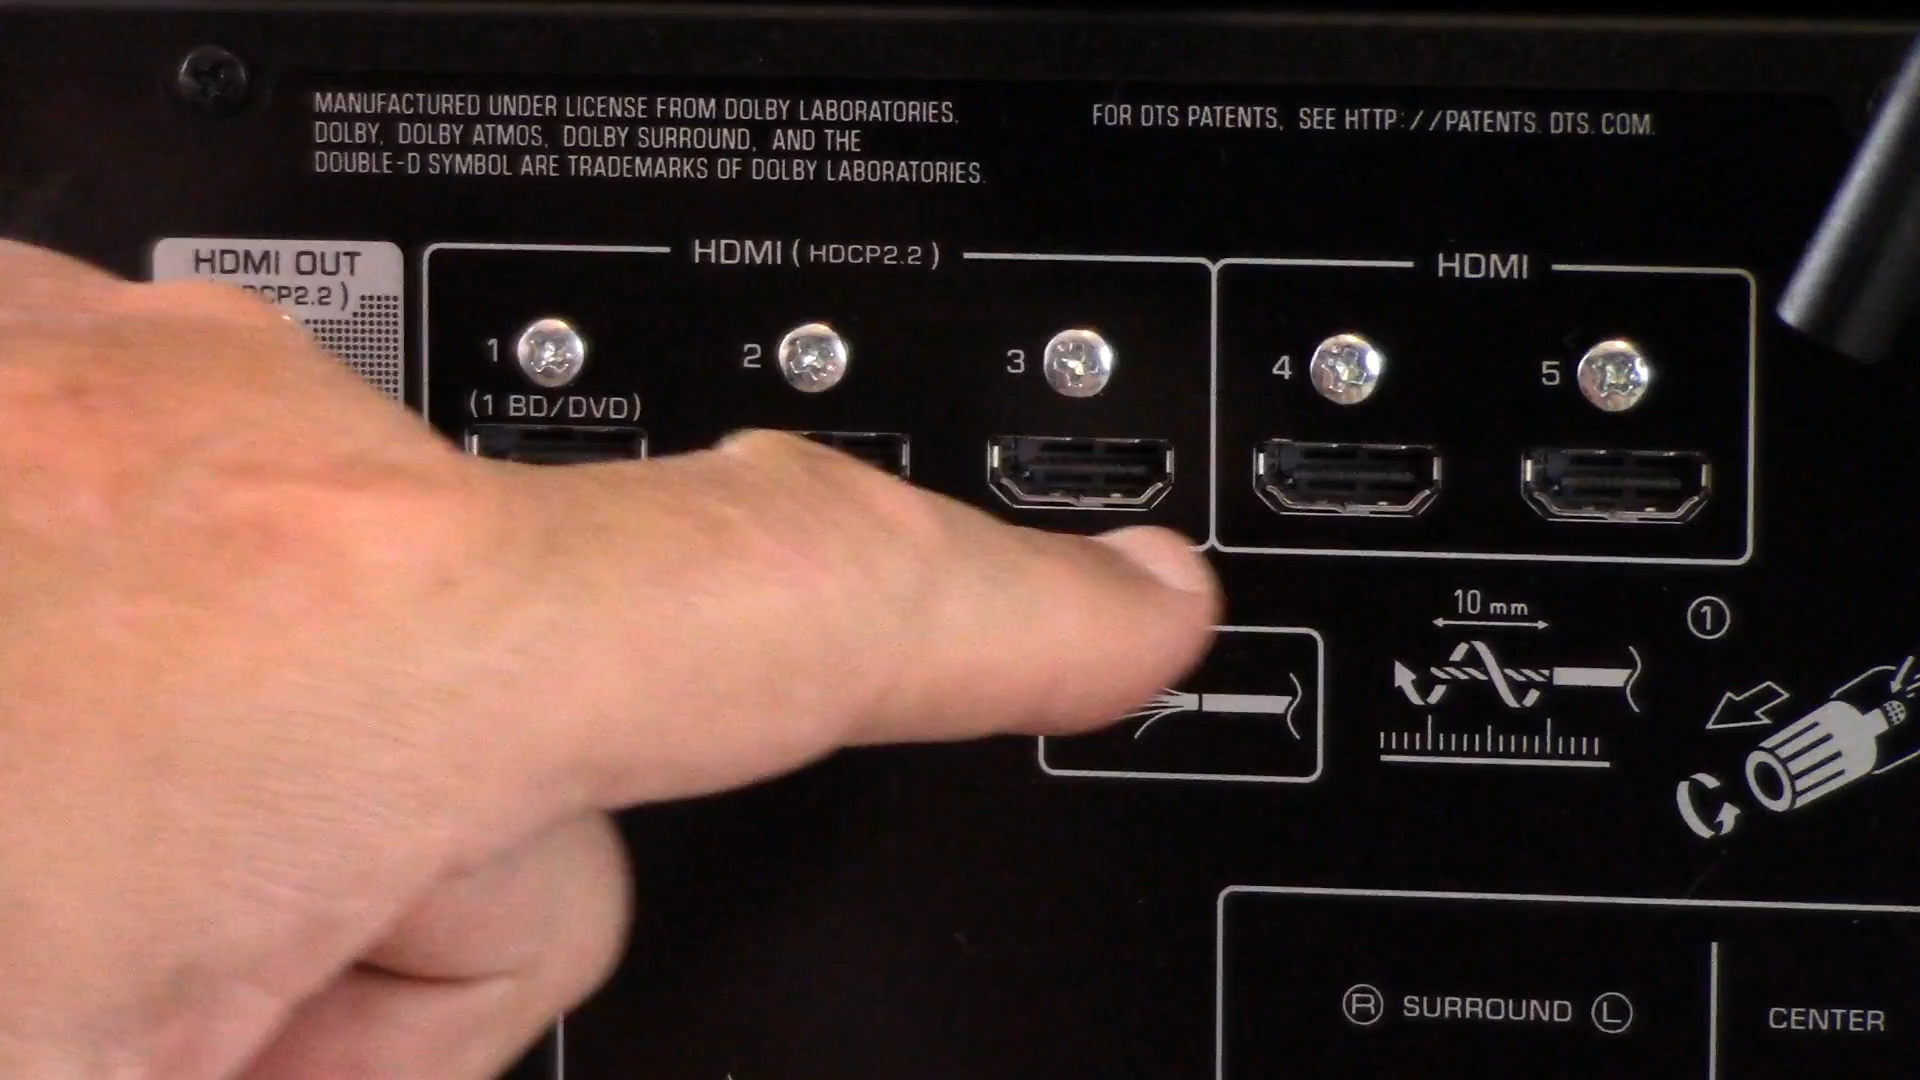 MANUFACTURED UNDER LICENSE FROM DOLBY LABORATORIES.
DOLBY, DOLBY ATMOS, DOLBY SURROUND, AND THE
DOUBLE-D SYMBOL ARE TRADEMARKS OF DOLBY LABORATORIES.
FOR DTS PATENTS, SEE HTTP://PATENTS.DTS.COM.
HDMI OUT
CP2.2)
HDMI (HDCP2.2)
HDMI
1
2
3
4
5
(1 BD/DVD)
10 mm
1
R SURROUND L
CENTER